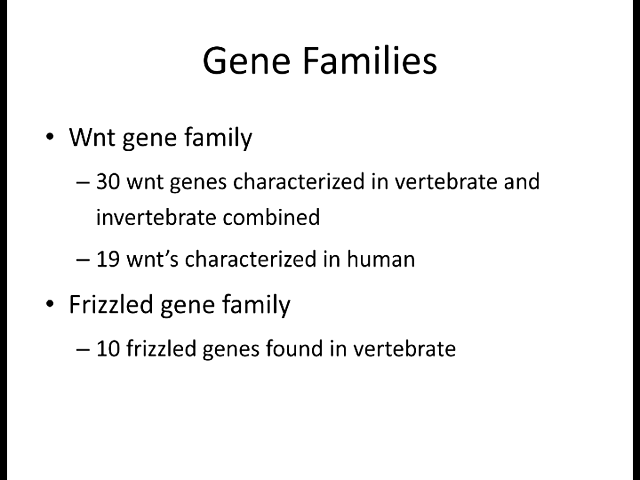 Gene Families
• Wnt gene family
– 30 wnt genes characterized in vertebrate and
invertebrate combined
– 19 wnt's characterized in human
• Frizzled gene family
– 10 frizzled genes found in vertebrate